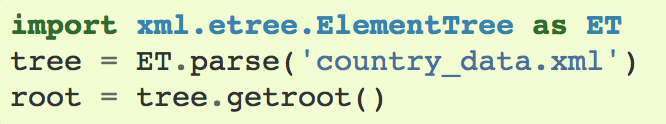 import xml.etree.ElementTree as ET
tree = ET.parse('country_data.xml')
root = tree.getroot()